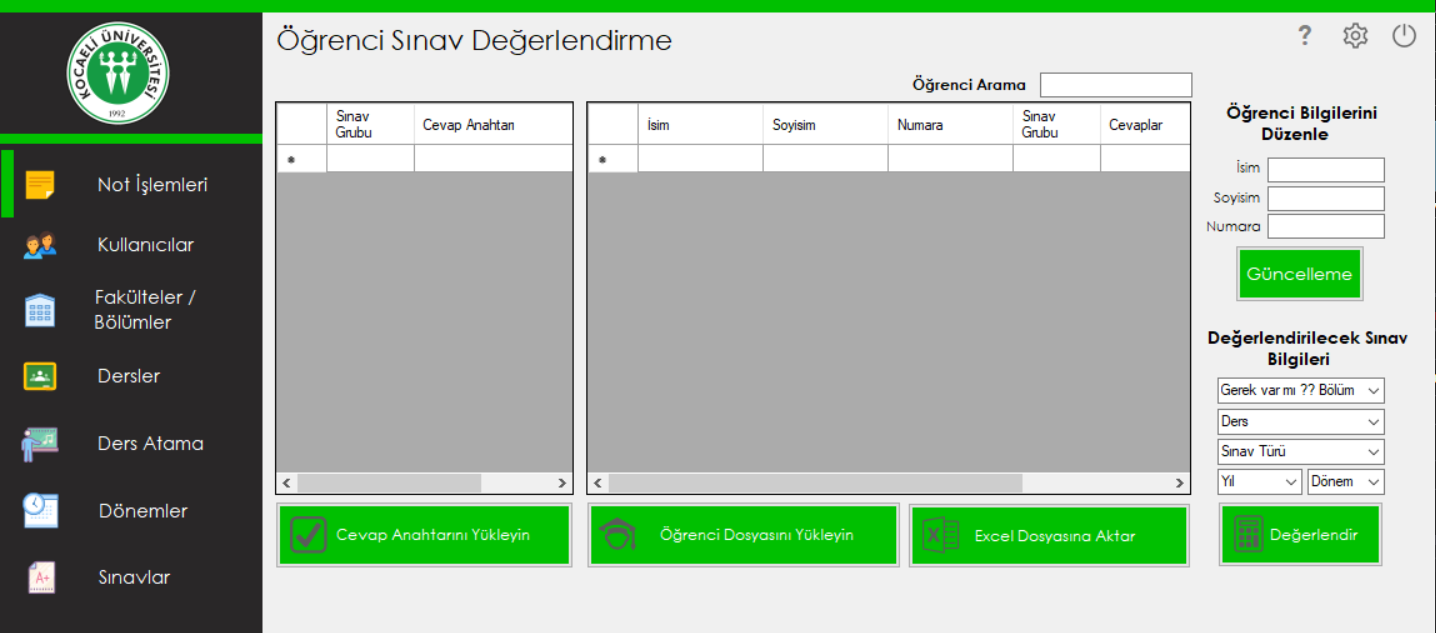 KOCAELİ ÜNİVERSİTESİ
1992
Öğrenci Sınav Değerlendirme
?
Not İşlemleri
Kullanıcılar
Fakülteler /
Bölümler
Dersler
Ders Atama
Dönemler
A+
Sınavlar
Öğrenci Arama
Sınav
Grubu
Cevap Anahtarı
İsim
Soyisim
Numara
Sınav
Grubu
Cevaplar
Cevap Anahtarını Yükleyin
Öğrenci Dosyasını Yükleyin
X
Excel Dosyasına Aktar
Öğrenci Bilgilerini
Düzenle
İsim
Soyisim
Numara
Güncelleme
Değerlendirilecek Sınav
Bilgileri
Gerek var mı ?? Bölüm
Ders
Sınav Türü
Yıl Dönem
Değerlendir